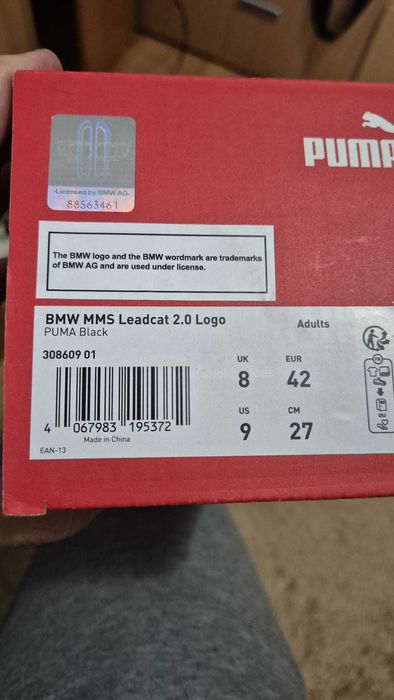 PUMA
-Licensed by BMW AG-
88563461
The BMW logo and the BMW wordmark are trademarks
of BMW AG and are used under license.
BMW MMS Leadcat 2.0 Logo
Adults
PUMA Black
308609 01
UK
EUR
8
42
US
CM
9
27
4 067983 195372
Made in China
EAN-13